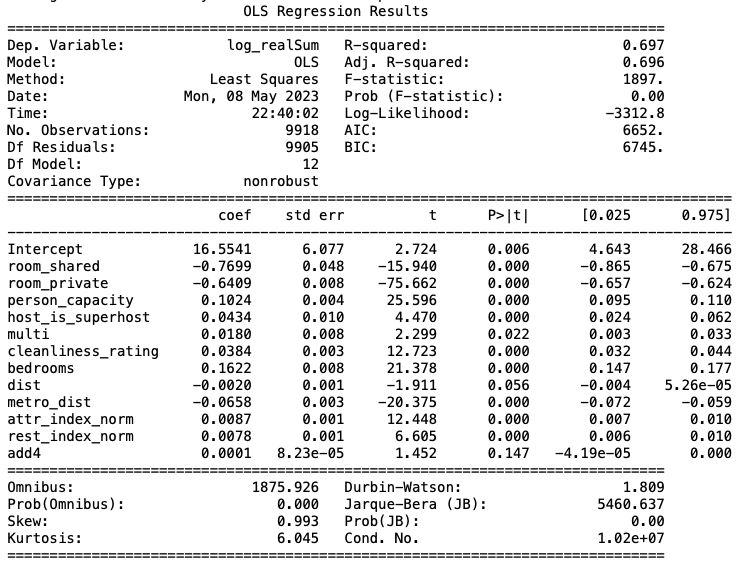 OLS Regression Results
==============================================================================
Dep. Variable: log_realSum R-squared: 0.697
Model: OLS Adj. R-squared: 0.696
Method: Least Squares F-statistic: 1897.
Date: Mon, 08 May 2023 Prob (F-statistic): 0.00
Time: 22:40:02 Log-Likelihood: -3312.8
No. Observations: 9918 AIC: 6652.
Df Residuals: 9905 BIC: 6745.
Df Model: 12
Covariance Type: nonrobust
======================================================================================
coef std err t P>|t| [0.025 0.975]
--------------------------------------------------------------------------------------
Intercept 16.5541 6.077 2.724 0.006 4.643 28.466
room_shared -0.7699 0.048 -15.940 0.000 -0.865 -0.675
room_private -0.6409 0.008 -75.662 0.000 -0.657 -0.624
person_capacity 0.1024 0.004 25.596 0.000 0.095 0.110
host_is_superhost 0.0434 0.010 4.470 0.000 0.024 0.062
multi 0.0180 0.008 2.299 0.022 0.003 0.033
cleanliness_rating 0.0384 0.003 12.723 0.000 0.032 0.044
bedrooms 0.1622 0.008 21.378 0.000 0.147 0.177
dist -0.0020 0.001 -1.911 0.056 -0.004 5.26e-05
metro_dist -0.0658 0.003 -20.375 0.000 -0.072 -0.059
attr_index_norm 0.0087 0.001 12.448 0.000 0.007 0.010
rest_index_norm 0.0078 0.001 6.605 0.000 0.006 0.010
add4 0.0001 8.23e-05 1.452 0.147 -4.19e-05 0.000
==============================================================================
Omnibus: 1875.926 Durbin-Watson: 1.809
Prob(Omnibus): 0.000 Jarque-Bera (JB): 5460.637
Skew: 0.993 Prob(JB): 0.00
Kurtosis: 6.045 Cond. No. 1.02e+07
==============================================================================